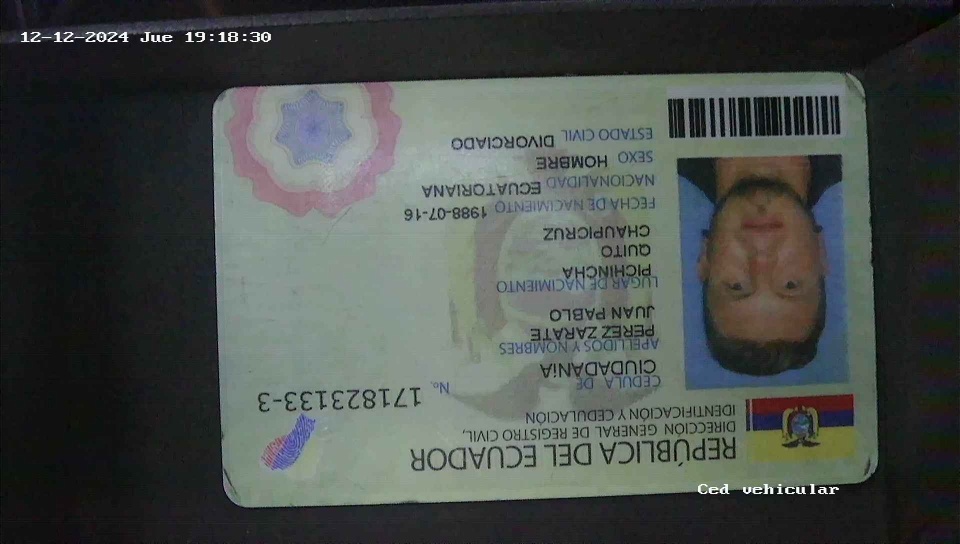 12-12-2024 Jue 19:18:30
REPÚBLICA DEL ECUADOR
DIRECCIÓN GENERAL DE REGISTRO CIVIL,
IDENTIFICACIÓN Y CEDULACIÓN
CÉDULA DE
CIUDADANÍA
No. 171823133-3
APELLIDOS Y NOMBRES
PEREZ ZARATE
JUAN PABLO
LUGAR DE NACIMIENTO
PICHINCHA
QUITO
CHAUPICRUZ
FECHA DE NACIMIENTO 1988-07-16
NACIONALIDAD ECUATORIANA
SEXO HOMBRE
ESTADO CIVIL DIVORCIADO
Ced vehicular